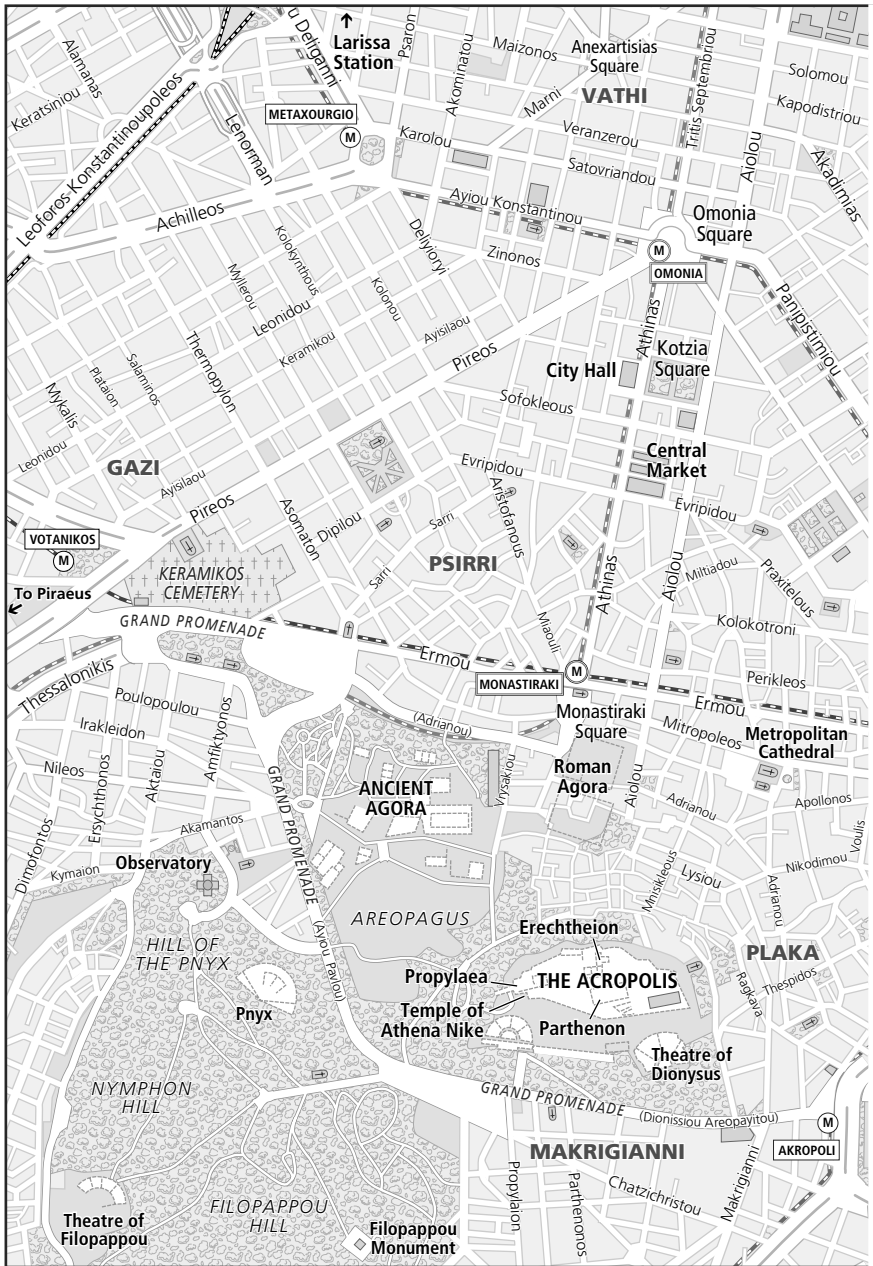 u Deliganni
Larissa
Station
Psaron
Akominatou
Maizonos
Anexartisias
Square
VATHI
Marni
Tritis Septembriou
Solomou
Kapodistriou
Alamanas
Keratsiniou
Leoforos-Konstantinoupoleos
Lenorman
METAXOURGIO
M
Karolou
Veranzerou
Satovriandou
Aiolou
Akadimias
Achilleos
Ayiou Konstantinou
Omonia
Square
M
OMONIA
Deliyioryi
Zinonos
Kolokynthous
Myllerou
Leonidou
Kolonou
Keramikou
Ayisilaou
Pireos
Athinas
Panipistimiou
Kotzia
Square
City Hall
Thermopylon
Salaminos
Plataion
Mykalis
Leonidou
Sofokleous
GAZI
Ayisilaou
Pireos
Central
Market
Evripidou
Evripidou
Aristofanous
Asomaton
Dipilou
Sarri
Sarri
VOTANIKOS
M
PSIRRI
KERAMIKOS
CEMETERY
To Piraeus
Athinas
Aiolou
Miltiadou
Praxitelous
Kolokotroni
Miaouli
GRAND PROMENADE
Ermou
MONASTIRAKI
M
Perikleos
Ermou
Thessalonikis
Poulopoulou
Irakleidon
Amfiktyonos
(Adrianou)
Monastiraki
Square
Mitropoleos
Metropolitan
Cathedral
Nileos
Ersychthonos
Aktaiou
GRAND PROMENADE
ANCIENT
AGORA
Vrysakiou
Roman
Agora
Aiolou
Adrianou
Apollonos
Voulis
Akamantos
Dimofontos
Kymaion
Observatory
Nikodimou
Lysiou
Mnisikleous
Adrianou
AREOPAGUS
(Ayiou Pavlou)
HILL OF
THE PNYX
Erechtheion
PLAKA
Propylaea
THE ACROPOLIS
Ragkava
Thespidos
Pnyx
Temple of
Athena Nike
Parthenon
Theatre of
Dionysus
NYMPHON
HILL
GRAND PROMENADE
(Dionissiou Areopayitou)
M
AKROPOLI
MAKRIGIANNI
Propylaion
Parthenonos
Chatzichristou
Makrigianni
FILOPAPPOU
HILL
Theatre of
Filopappou
Filopappou
Monument